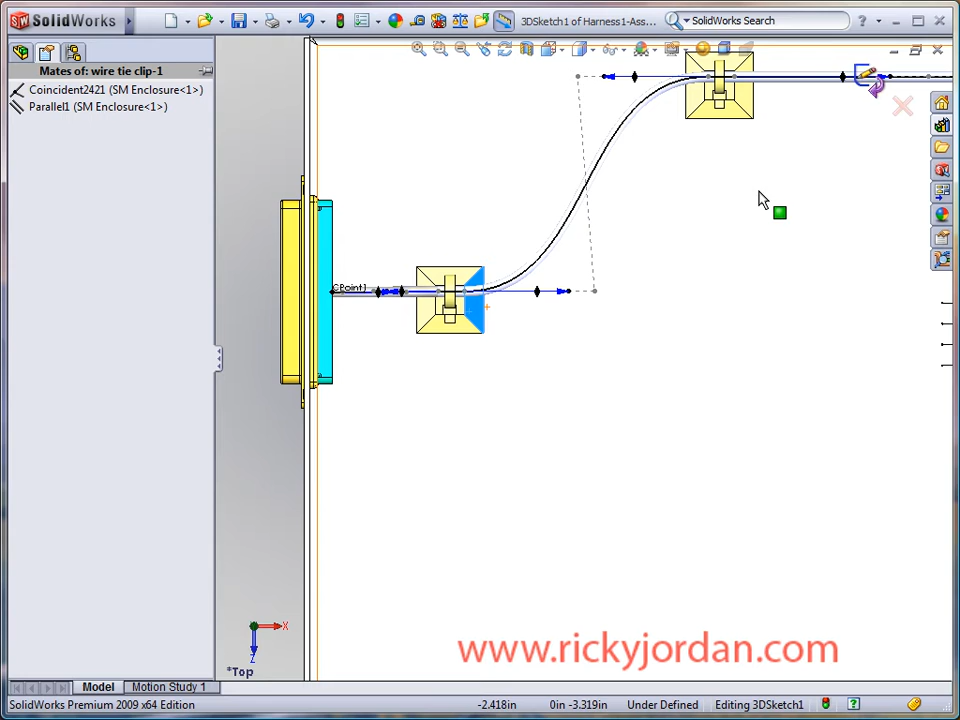 SolidWorks
3DSketch1 of Harness1-Ass...
SolidWorks Search
Mates of: wire tie clip-1
Coincident2421 (SM Enclosure<1>)
Parallel1 (SM Enclosure<1>)
CPoint1
X
Z
*Top
www.rickyjordan.com
Model
Motion Study 1
SolidWorks Premium 2009 x64 Edition
-2.418in
0in -3.319in
Under Defined
Editing 3DSketch1